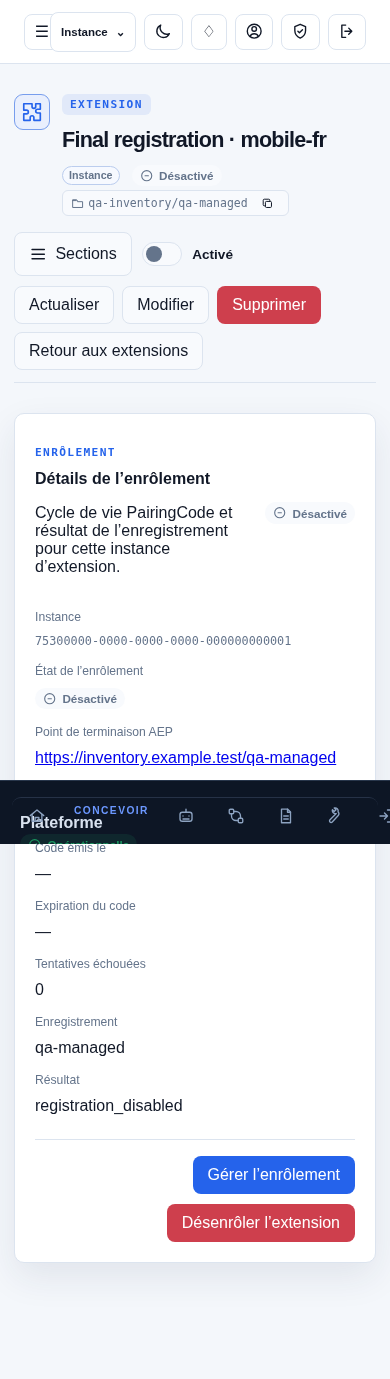 Instance
EXTENSION
Final registration · mobile-fr
Instance
Désactivé
qa-inventory/qa-managed
Sections
Activé
Actualiser
Modifier
Supprimer
Retour aux extensions
ENRÔLEMENT
Détails de l’enrôlement
Cycle de vie PairingCode et
résultat de l’enregistrement
pour cette instance
d’extension.
Désactivé
Instance
75300000-0000-0000-0000-000000000001
État de l’enrôlement
Désactivé
Point de terminaison AEP
https://inventory.example.test/qa-managed
CONCEVOIR
Plateforme
Opérationnelle
Code émis le
—
Expiration du code
—
Tentatives échouées
0
Enregistrement
qa-managed
Résultat
registration_disabled
Gérer l’enrôlement
Désenrôler l’extension